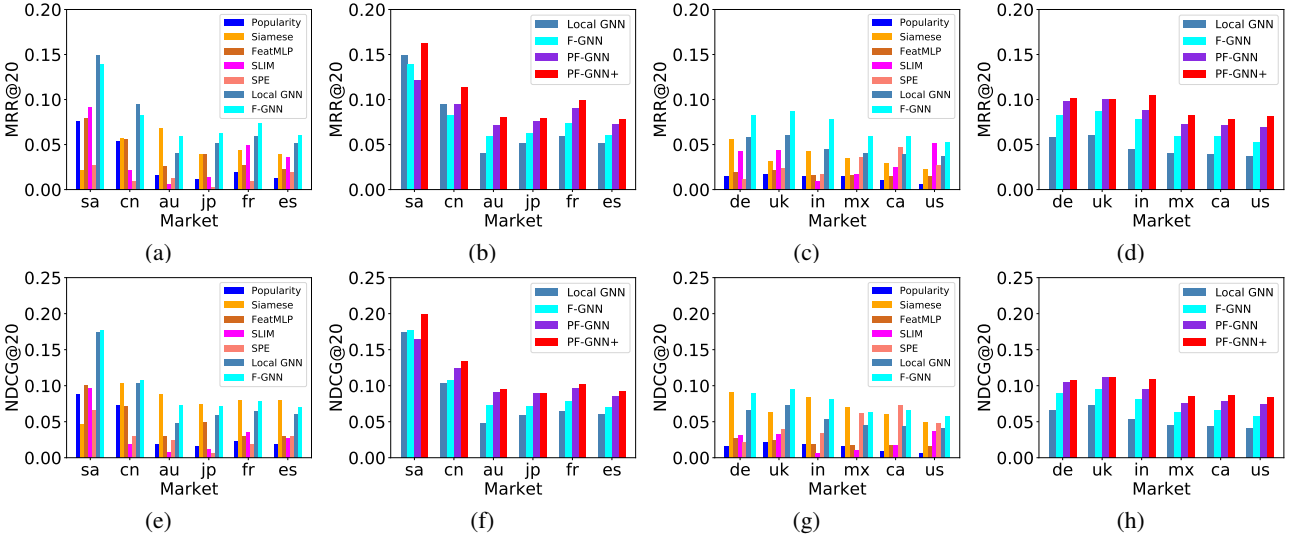 0.20
0.15
0.10
0.05
0.00
MRR@20
Popularity
Siamese
FeatMLP
SLIM
SPE
Local GNN
F-GNN
sa cn au jp fr es
Market
(a)
0.20
0.15
0.10
0.05
0.00
MRR@20
Local GNN
F-GNN
PF-GNN
PF-GNN+
sa cn au jp fr es
Market
(b)
0.20
0.15
0.10
0.05
0.00
MRR@20
Popularity
Siamese
FeatMLP
SLIM
SPE
Local GNN
F-GNN
de uk in mx ca us
Market
(c)
0.20
0.15
0.10
0.05
0.00
MRR@20
Local GNN
F-GNN
PF-GNN
PF-GNN+
de uk in mx ca us
Market
(d)
0.25
0.20
0.15
0.10
0.05
0.00
NDCG@20
Popularity
Siamese
FeatMLP
SLIM
SPE
Local GNN
F-GNN
sa cn au jp fr es
Market
(e)
0.25
0.20
0.15
0.10
0.05
0.00
NDCG@20
Local GNN
F-GNN
PF-GNN
PF-GNN+
sa cn au jp fr es
Market
(f)
0.25
0.20
0.15
0.10
0.05
0.00
NDCG@20
Popularity
Siamese
FeatMLP
SLIM
SPE
Local GNN
F-GNN
de uk in mx ca us
Market
(g)
0.25
0.20
0.15
0.10
0.05
0.00
NDCG@20
Local GNN
F-GNN
PF-GNN
PF-GNN+
de uk in mx ca us
Market
(h)